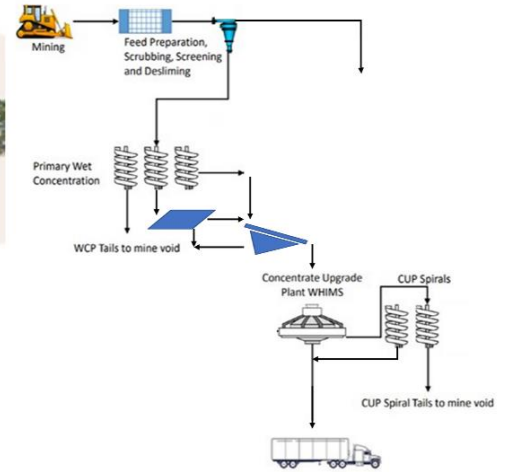 Mining
Feed Preparation,
Scrubbing, Screening
and Desliming
Primary Wet
Concentration
WCP Tails to mine void
Concentrate Upgrade
Plant WHIMS
CUP Spirals
CUP Spiral Tails to mine void